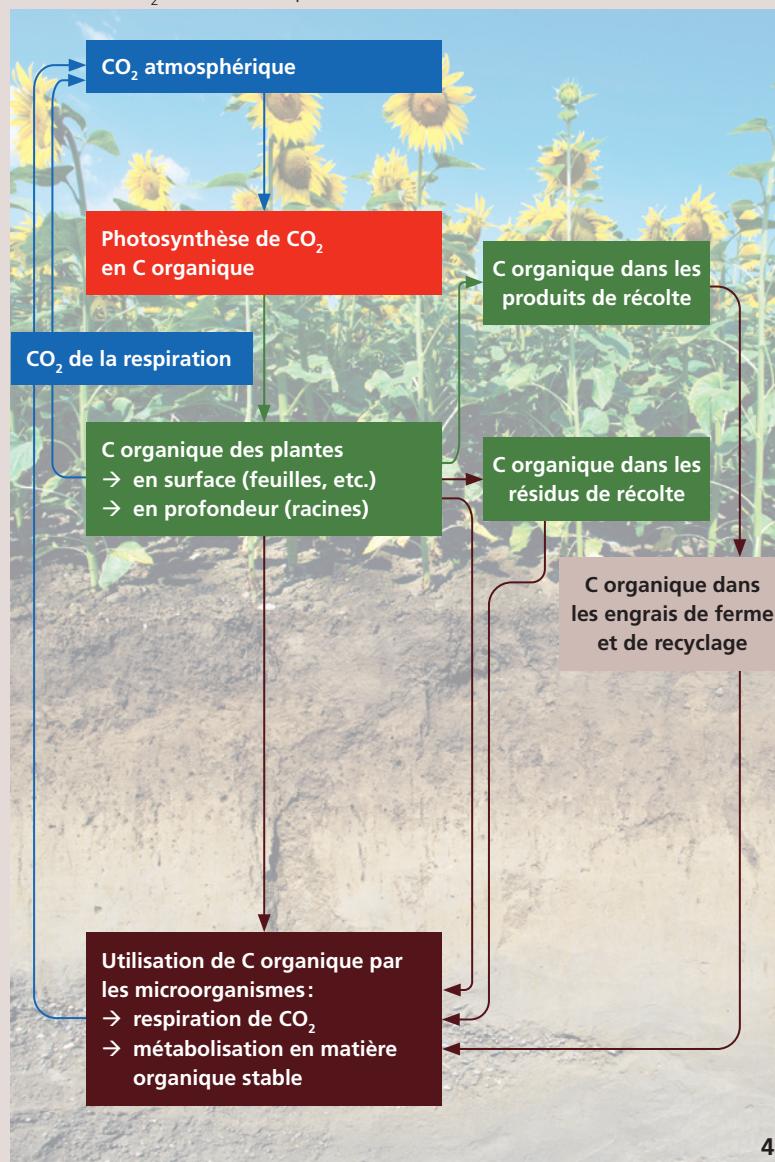 CO₂ atmosphérique
Photosynthèse de CO₂
en C organique
C organique dans les
produits de récolte
CO₂ de la respiration
C organique des plantes
→ en surface (feuilles, etc.)
→ en profondeur (racines)
C organique dans les
résidus de récolte
C organique dans
les engrais de ferme
et de recyclage
Utilisation de C organique par
les microorganismes :
→ respiration de CO₂
→ métabolisation en matière
organique stable
4